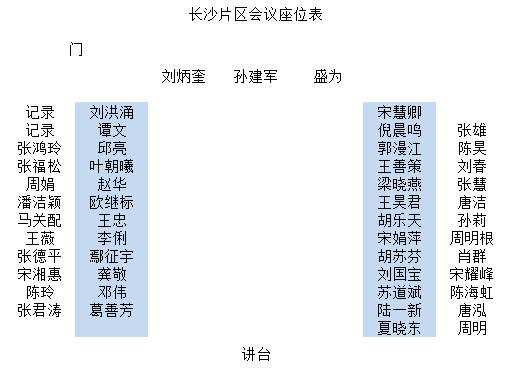 长沙片区会议座位表
门
刘炳奎 孙建军 盛为
记录 刘洪涌 宋慧卿
记录 谭文 倪晨鸣 张雄
张鸿玲 邱亮 郭漫江 陈昊
张福松 叶朝曦 王善策 刘春
周娟 赵华 梁晓燕 张慧
潘洁颖 欧继标 王昊君 唐洁
马关配 王忠 胡乐天 孙莉
王薇 李俐 宋娟萍 周明根
张德平 鄢征宇 胡苏芬 肖群
宋湘惠 龚敬 刘国宝 宋耀峰
陈玲 邓伟 苏道斌 陈海虹
张君涛 葛善芳 陆一新 唐泓
夏晓东 周明
讲台